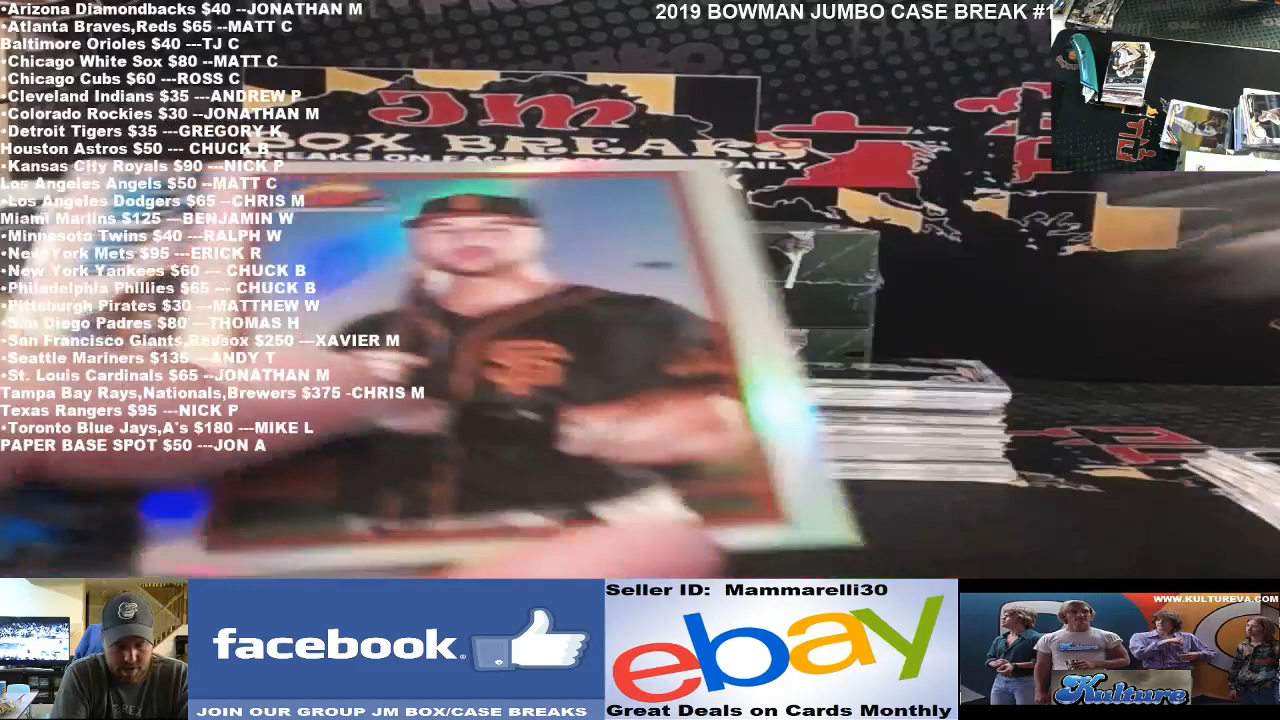 •Arizona Diamondbacks $40 --JONATHAN M
•Atlanta Braves,Reds $65 --MATT C
Baltimore Orioles $40 ---TJ C
•Chicago White Sox $80 --MATT C
•Chicago Cubs $60 ---ROSS C
•Cleveland Indians $35 ---ANDREW P
•Colorado Rockies $30 --JONATHAN M
•Detroit Tigers $35 ---GREGORY K
Houston Astros $50 --- CHUCK B
•Kansas City Royals $90 ---NICK P
Los Angeles Angels $50 --MATT C
•Los Angeles Dodgers $65 --CHRIS M
Miami Marlins $125 ---BENJAMIN W
•Minnesota Twins $40 ---RALPH W
•New York Mets $95 ---ERICK R
•New York Yankees $60 --- CHUCK B
•Philadelphia Phillies $65 --- CHUCK B
•Pittsburgh Pirates $30 ---MATTHEW W
•San Diego Padres $80 ---THOMAS H
•San Francisco Giants,Redsox $250 ---XAVIER M
•Seattle Mariners $135 ---ANDY T
•St. Louis Cardinals $65 --JONATHAN M
Tampa Bay Rays,Nationals,Brewers $375 -CHRIS M
Texas Rangers $95 ---NICK P
•Toronto Blue Jays,A's $180 ---MIKE L
PAPER BASE SPOT $50 ---JON A
2019 BOWMAN JUMBO CASE BREAK #1
JM
BOX BREAKS
DAILY
SF
facebook
JOIN OUR GROUP JM BOX/CASE BREAKS
Seller ID: Mammarelli30
ebay
Great Deals on Cards Monthly
WWW.KULTUREVA.COM
Kulture